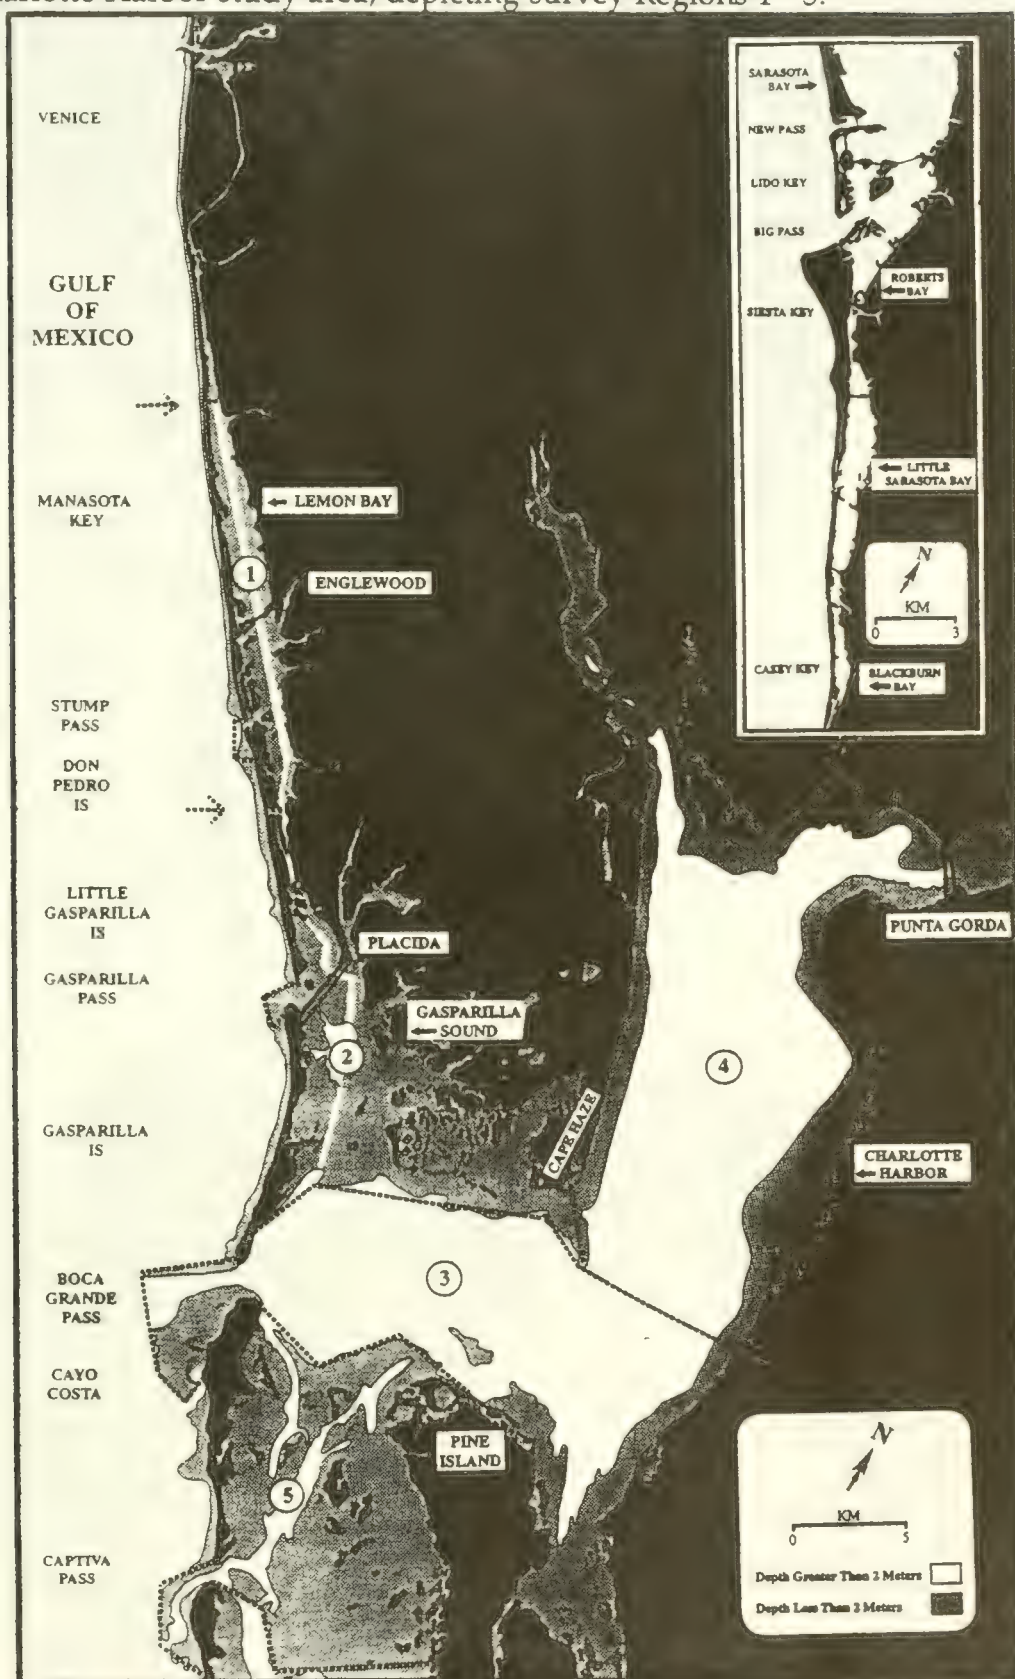 study area, depicting Survey Regions 1-5.
VENICE
GULF
OF
MEXICO
MANASOTA
KEY
STUMP
PASS
DON
PEDRO
IS
LITTLE
GASPARILLA
IS
GASPARILLA
PASS
GASPARILLA
IS
BOCA
GRANDE
PASS
CAYO
COSTA
CAPTIVA
PASS
LEMON BAY
1
ENGLEWOOD
PLACIDA
GASPARILLA
SOUND
2
CAPE HAZE
3
4
PUNTA GORDA
CHARLOTTE
HARBOR
PINE
ISLAND
5
SARASOTA
BAY
NEW PASS
LIDO KEY
BIG PASS
ROBERTS
BAY
SIESTA KEY
LITTLE
SARASOTA BAY
N
KM
0 3
CASEY KEY
BLACKBURN
BAY
N
KM
0 5
Depth Greater Than 2 Meters
Depth Less Than 2 Meters